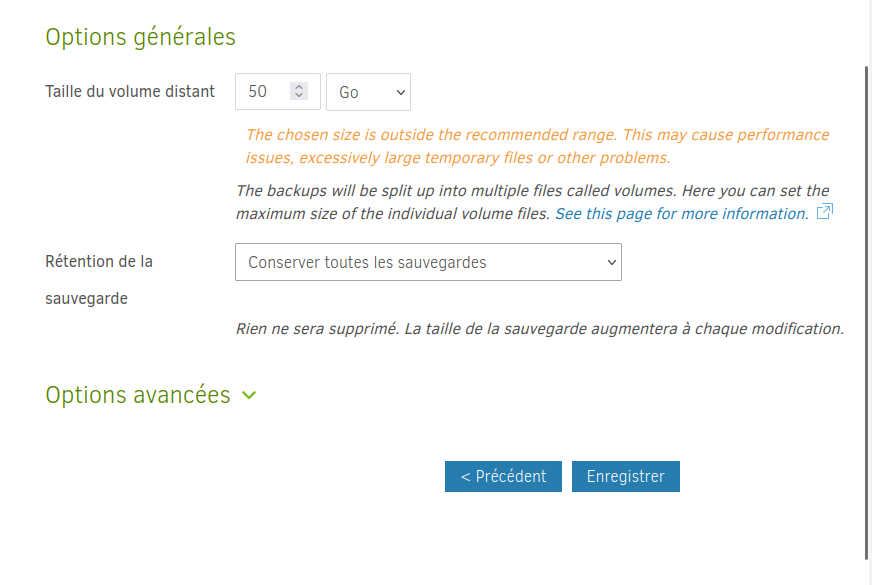 Options générales
Taille du volume distant 50 Go
The chosen size is outside the recommended range. This may cause performance
issues, excessively large temporary files or other problems.
The backups will be split up into multiple files called volumes. Here you can set the
maximum size of the individual volume files. See this page for more information.
Rétention de la
sauvegarde
Conserver toutes les sauvegardes
Rien ne sera supprimé. La taille de la sauvegarde augmentera à chaque modification.
Options avancées
< Précédent Enregistrer